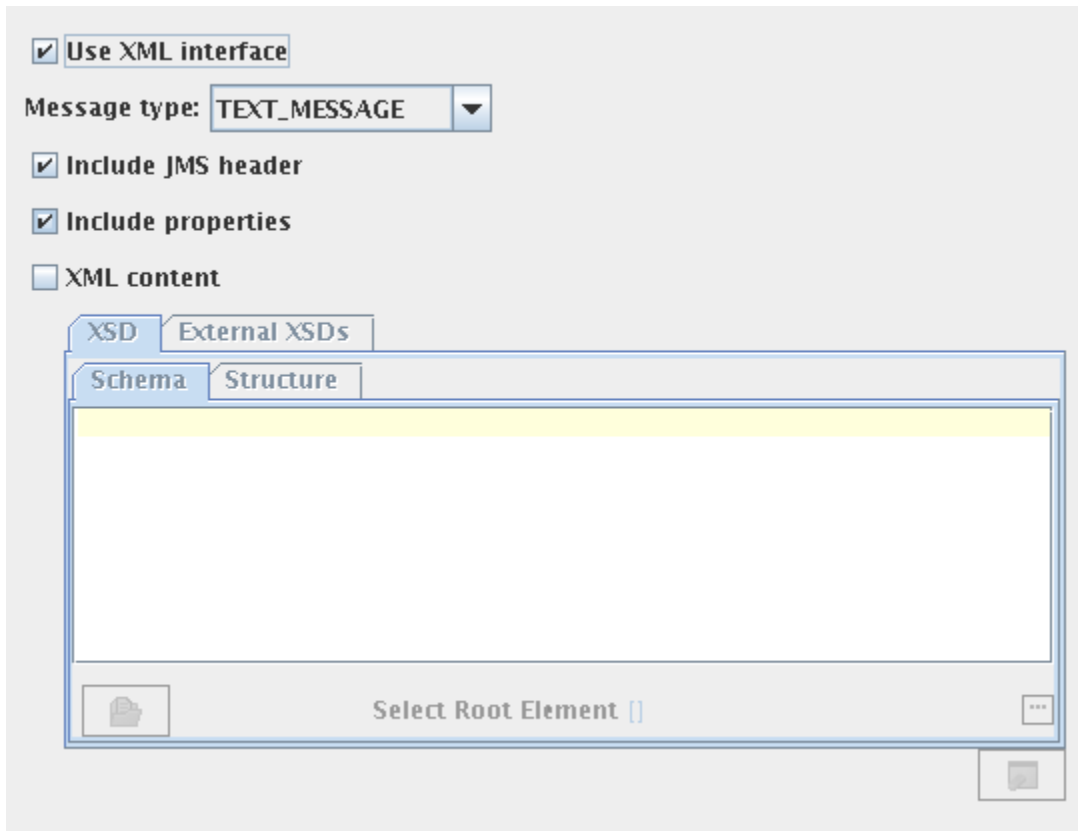 Use XML interface
Message type: TEXT_MESSAGE
Include JMS header
Include properties
XML content
XSD External XSDs
Schema Structure
Select Root Element []
...